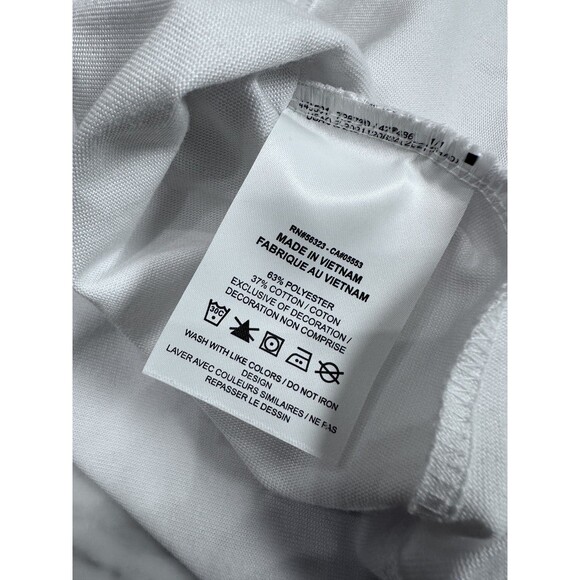 RN#56323 - CA#05553
MADE IN VIETNAM
FABRIQUE AU VIETNAM
63% POLYESTER
37% COTTON / COTON
EXCLUSIVE OF DECORATION /
DECORATION NON COMPRISE
30C
WASH WITH LIKE COLORS / DO NOT IRON
DESIGN
LAVER AVEC COULEURS SIMILAIRES / NE PAS
REPASSER LE DESSIN